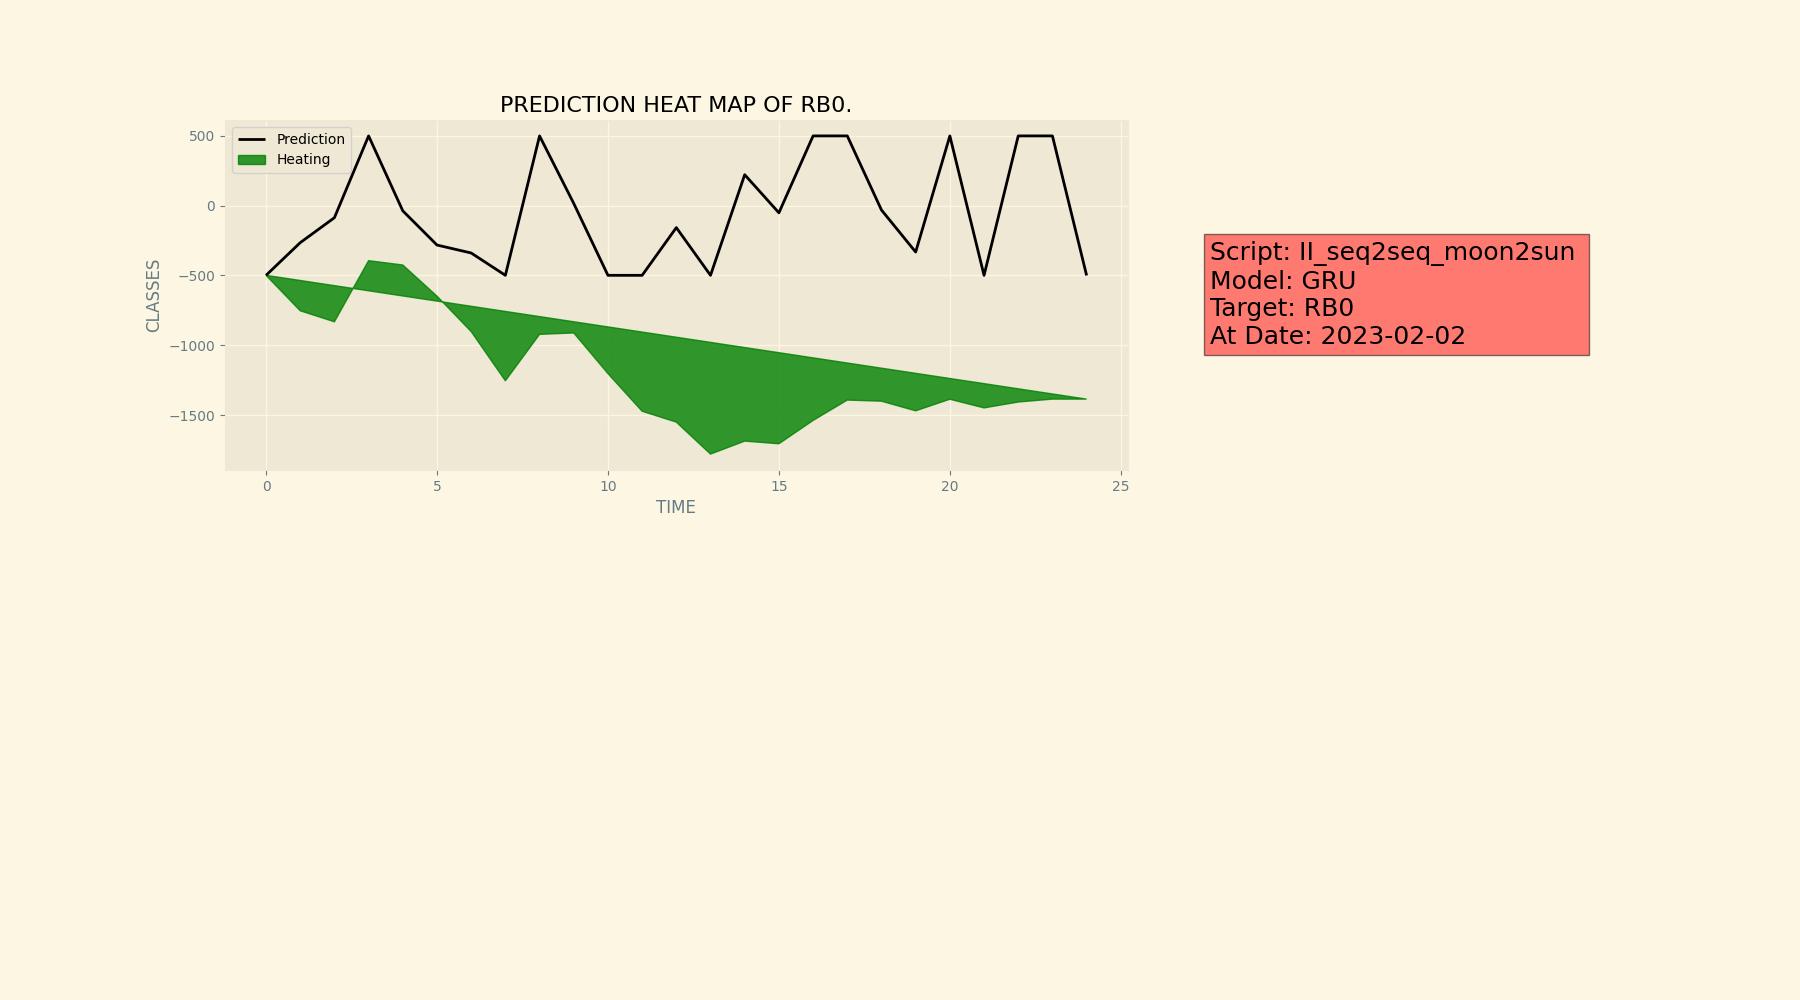 PREDICTION HEAT MAP OF RB0.
Prediction
Heating
500
0
−500
−1000
−1500
CLASSES
0 5 10 15 20 25
TIME
Script: II_seq2seq_moon2sun
Model: GRU
Target: RB0
At Date: 2023-02-02